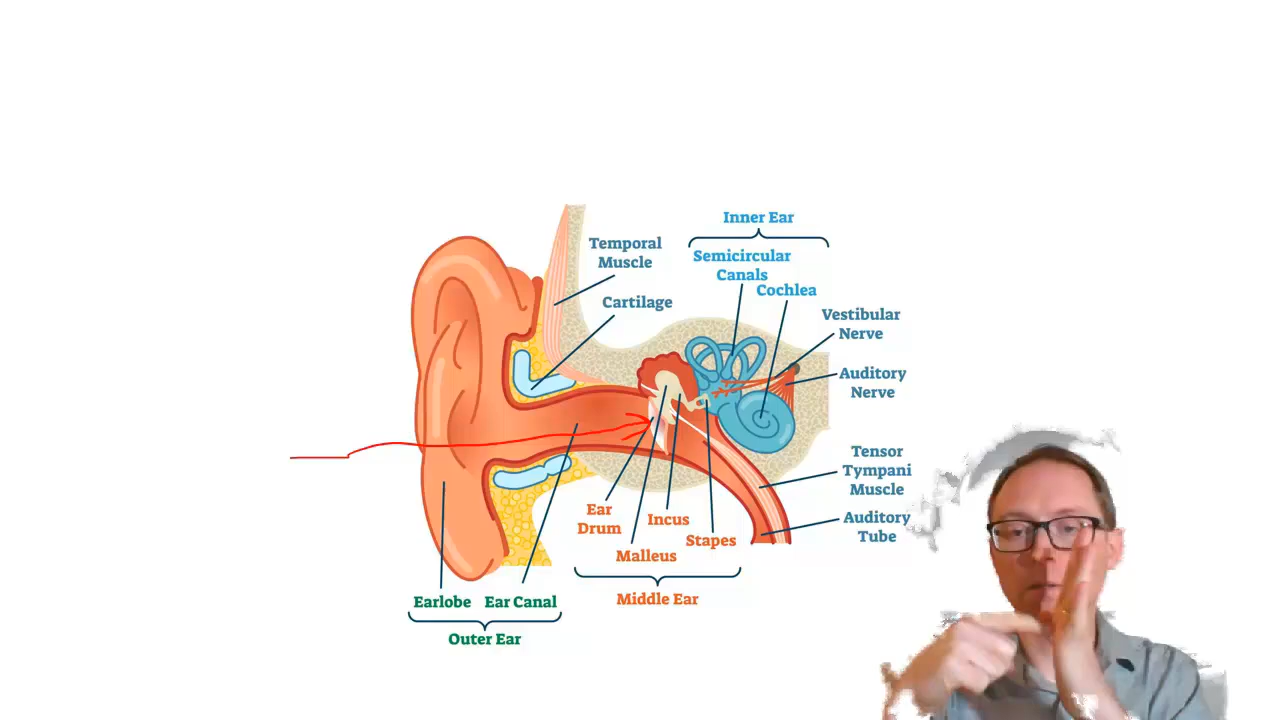 Inner Ear
Temporal
Muscle
Semicircular
Canals
Cochlea
Cartilage
Vestibular
Nerve
Auditory
Nerve
Tensor
Tympani
Muscle
Auditory
Tube
Ear
Drum
Incus
Stapes
Malleus
Middle Ear
Earlobe
Ear Canal
Outer Ear